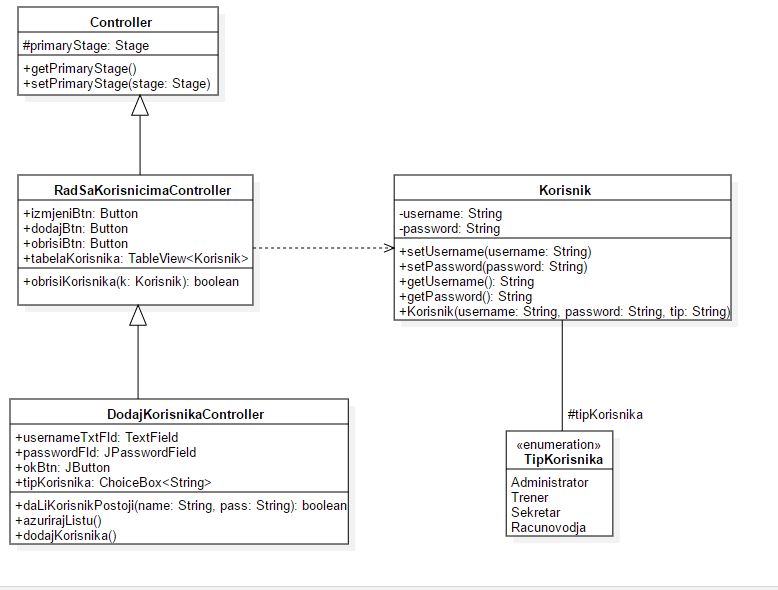 Controller
#primaryStage: Stage
+getPrimaryStage()
+setPrimaryStage(stage: Stage)
RadSaKorisnicimaController
+izmjeniBtn: Button
+dodajBtn: Button
+obrisiBtn: Button
+tabelaKorisnika: TableView<Korisnik>
+obrisiKorisnika(k: Korisnik): boolean
Korisnik
-username: String
-password: String
+setUsername(username: String)
+setPassword(password: String)
+getUsername(): String
+getPassword(): String
+Korisnik(username: String, password: String, tip: String)
DodajKorisnikaController
+usernameTxtFld: TextField
+passwordFld: JPasswordField
+okBtn: JButton
+tipKorisnika: ChoiceBox<String>
+daLiKorisnikPostoji(name: String, pass: String): boolean
+azurirajListu()
+dodajKorisnika()
#tipKorisnika
«enumeration»
TipKorisnika
Administrator
Trener
Sekretar
Racunovodja